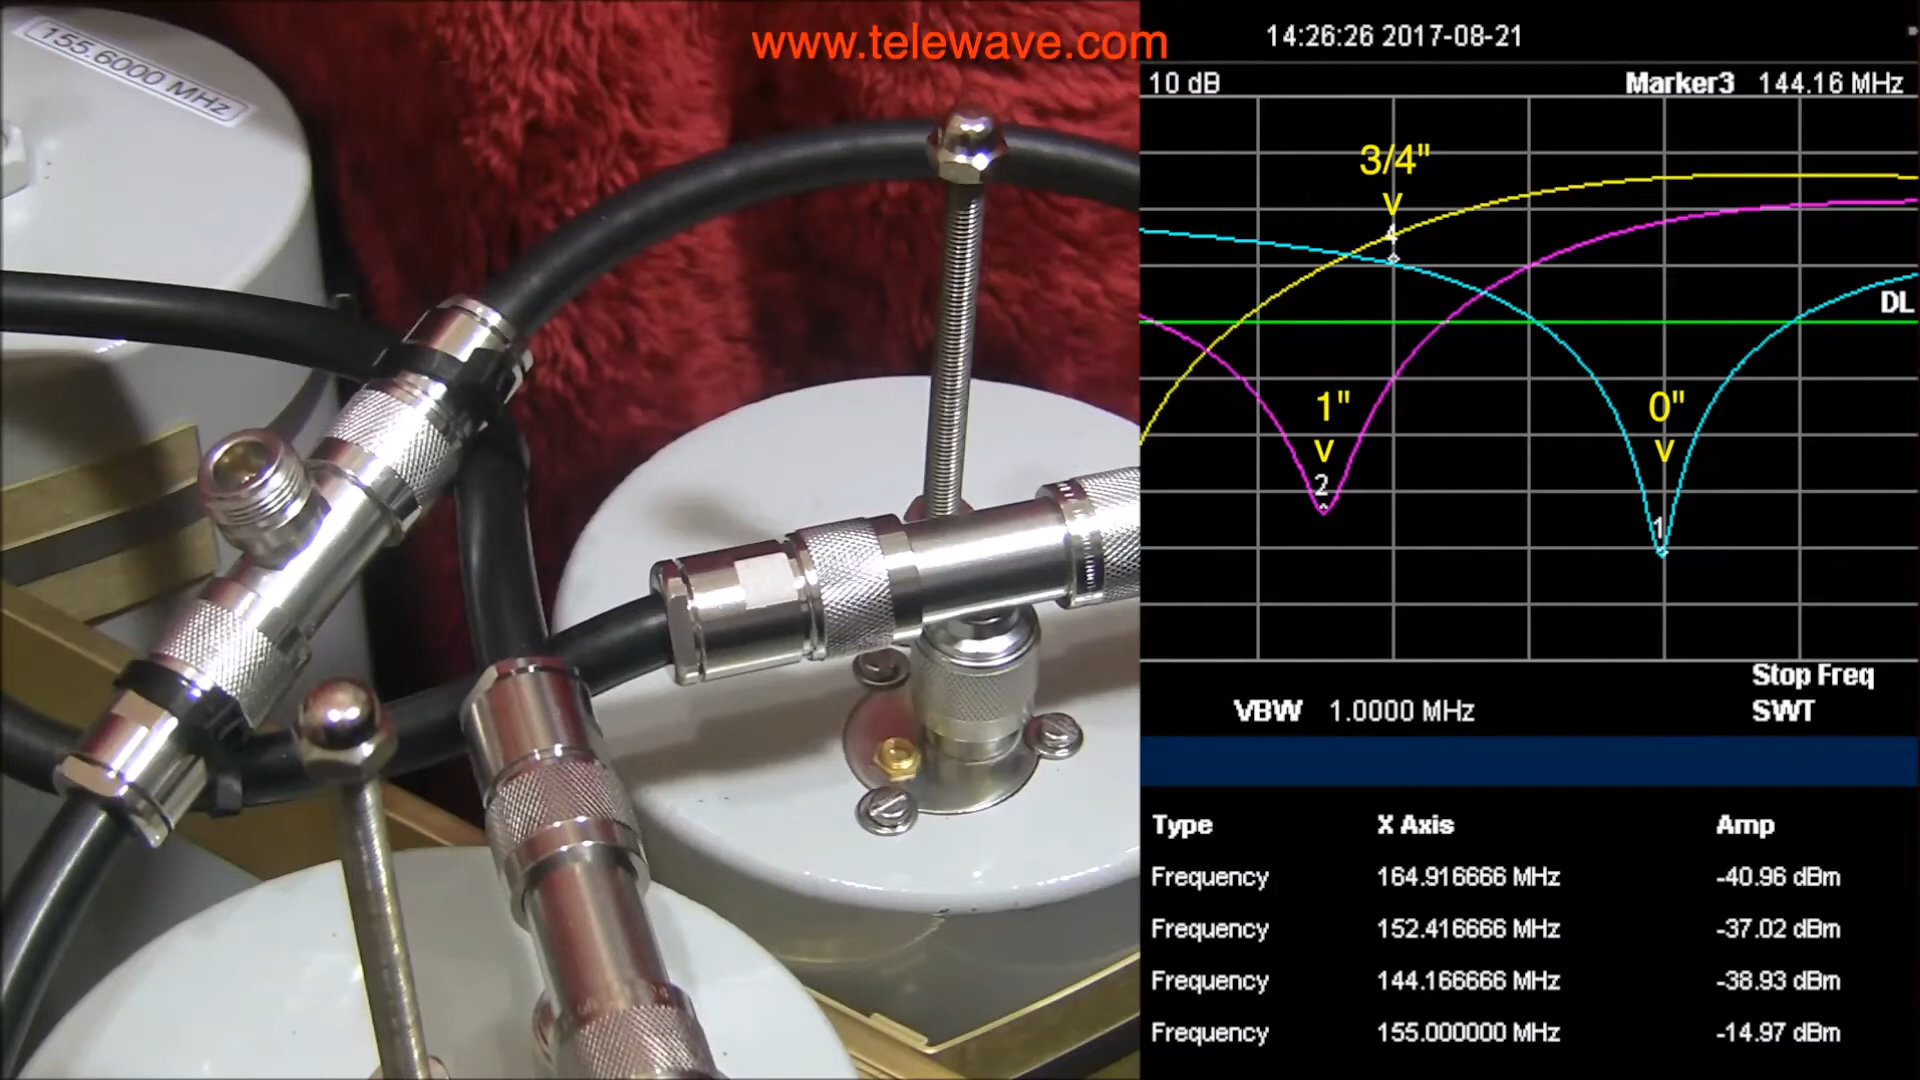 155.6000 MHz
www.telewave.com
14:26:26 2017-08-21
10 dB Marker3 144.16 MHz
3/4"
v
4
DL
1" 0"
v v
2
1
Stop Freq
VBW 1.0000 MHz SWT
Type X Axis Amp
Frequency 164.916666 MHz -40.96 dBm
Frequency 152.416666 MHz -37.02 dBm
Frequency 144.166666 MHz -38.93 dBm
Frequency 155.000000 MHz -14.97 dBm